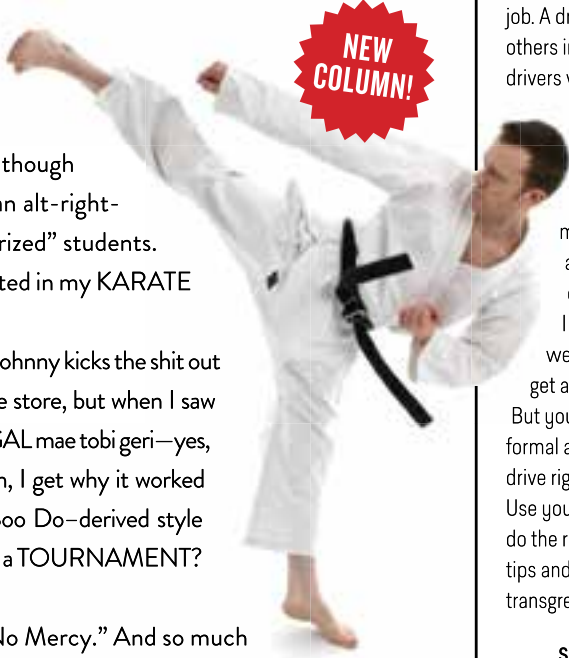 NEW
COLUMN!
though
an alt-right-
rized” students.
ted in my KARATE
ohnny kicks the shit out
e store, but when I saw
GAL mae tobi geri—yes,
n, I get why it worked
oo Do–derived style
a TOURNAMENT?
No Mercy.” And so much
job. A dr
others i
drivers
we
get a
But you
formal a
drive rig
Use you
do the r
tips and
transgre